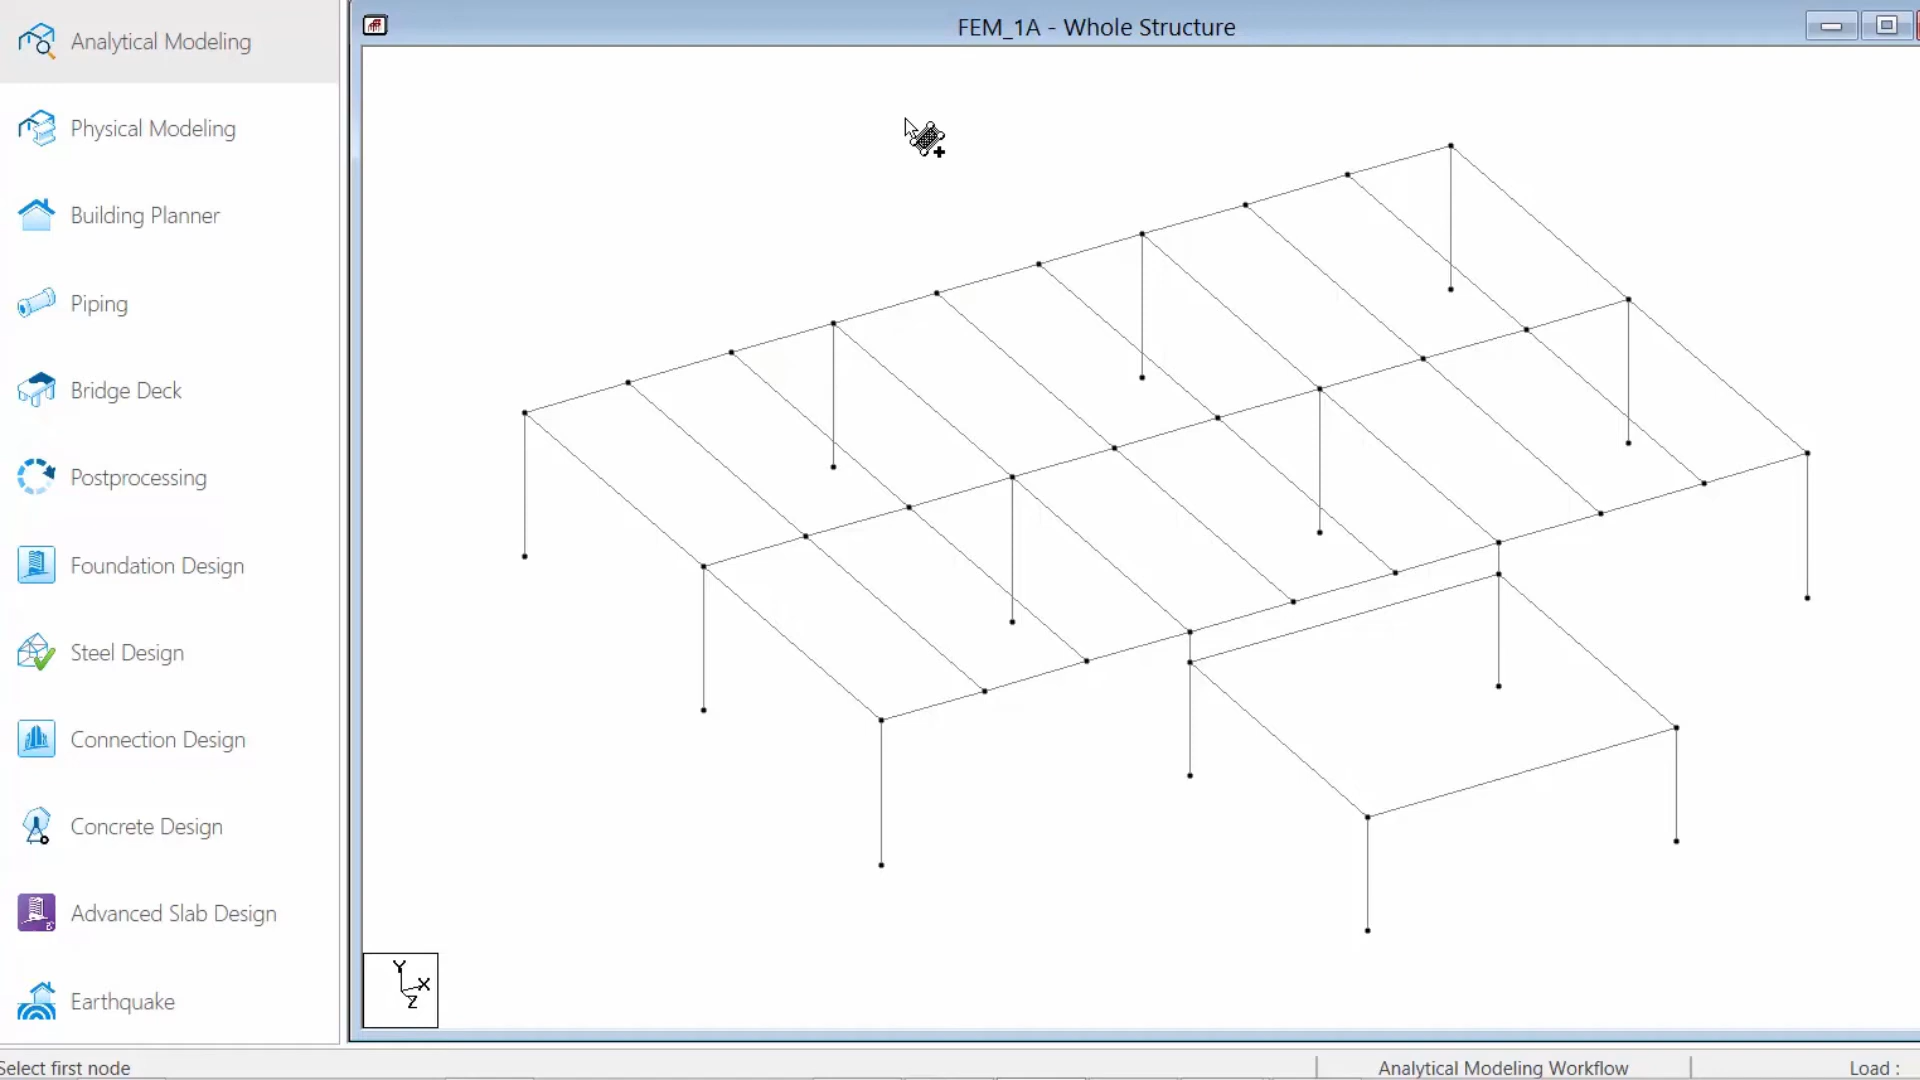 FEM_1A - Whole Structure
Analytical Modeling
Physical Modeling
Building Planner
Piping
Bridge Deck
Postprocessing
Foundation Design
Steel Design
Connection Design
Concrete Design
Advanced Slab Design
Earthquake
Y
X
Z
Select first node
Analytical Modeling Workflow
Load :